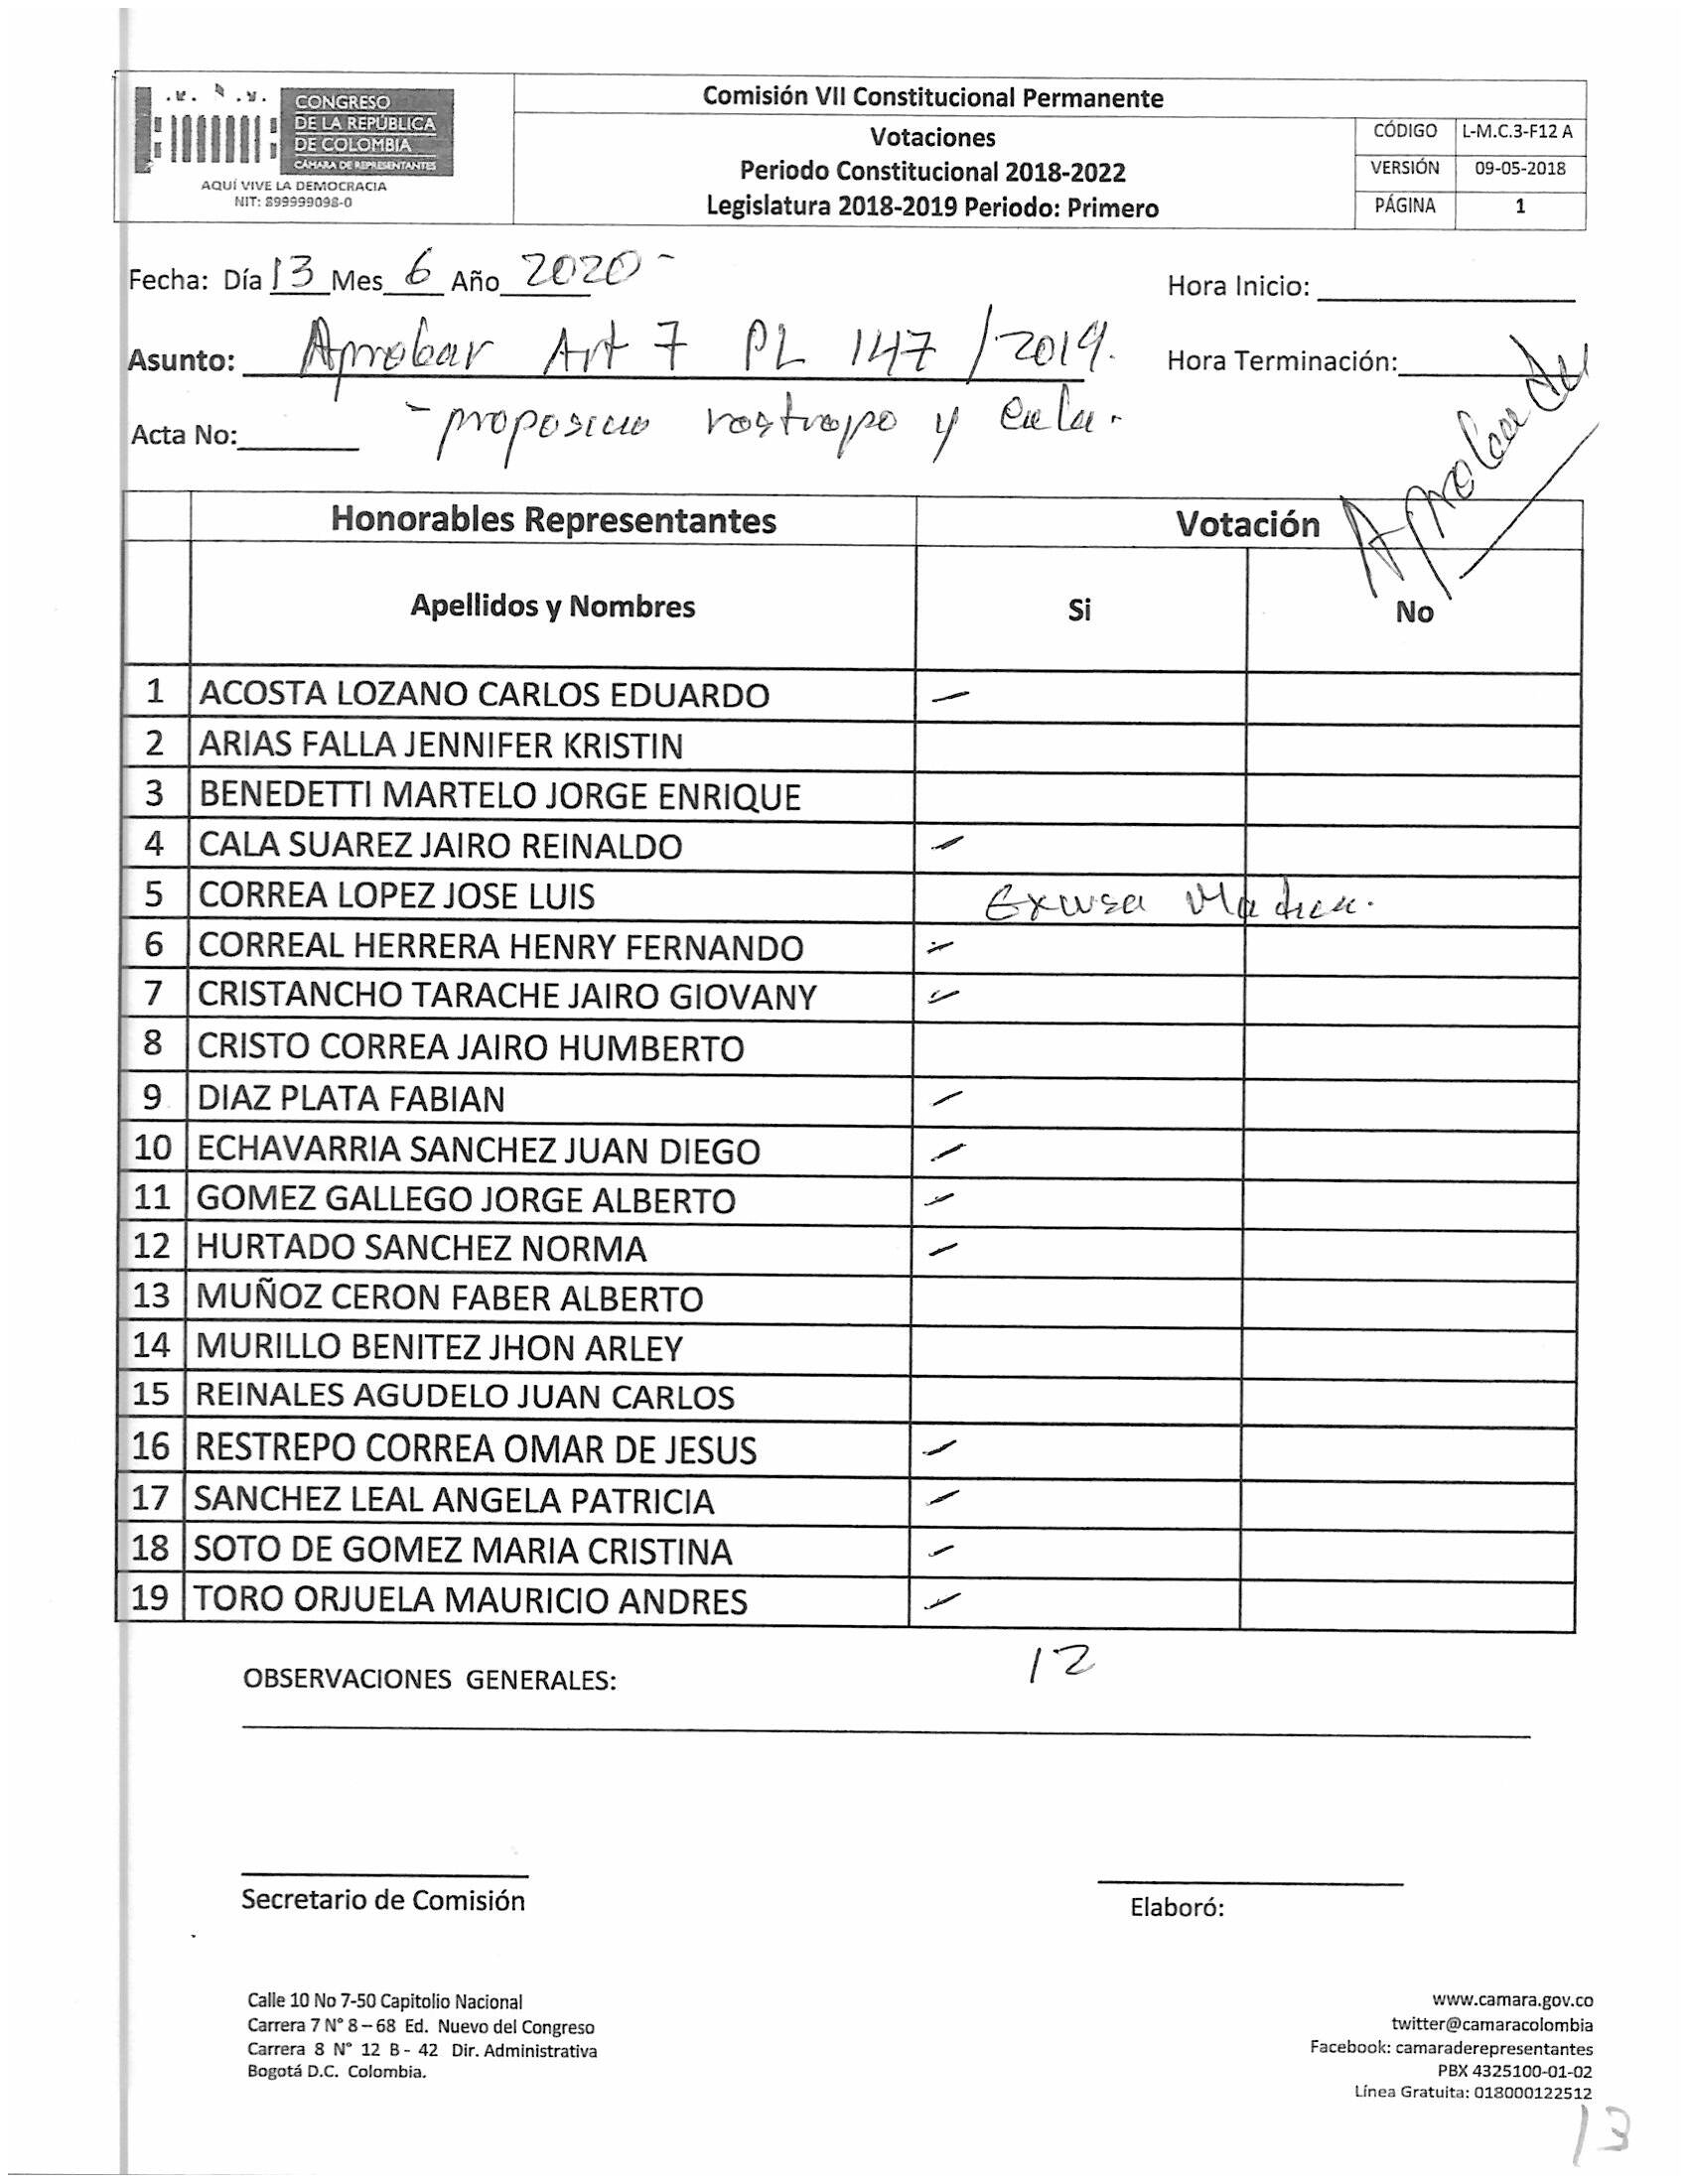 CONGRESO
DE LA REPÚBLICA
DE COLOMBIA
CÁMARA DE REPRESENTANTES
AQUÍ VIVE LA DEMOCRACIA
NIT: 899999098-0
Comisión VII Constitucional Permanente
Votaciones
Periodo Constitucional 2018-2022
Legislatura 2018-2019 Periodo: Primero
CÓDIGO L-M.C.3-F12 A
VERSIÓN 09-05-2018
PÁGINA 1
Fecha: Día 13 Mes 6 Año 2020-
Hora Inicio:
Asunto: Aprobar Art 7 PL 147/2019.
Hora Terminación:
Acta No: - y Cala.
Honorables Representantes Votación
Apellidos y Nombres Si No
1 ACOSTA LOZANO CARLOS EDUARDO
2 ARIAS FALLA JENNIFER KRISTIN
3 BENEDETTI MARTELO JORGE ENRIQUE
4 CALA SUAREZ JAIRO REINALDO
5 CORREA LOPEZ JOSE LUIS Exusa
6 CORREAL HERRERA HENRY FERNANDO
7 CRISTANCHO TARACHE JAIRO GIOVANY
8 CRISTO CORREA JAIRO HUMBERTO
9 DIAZ PLATA FABIAN
10 ECHAVARRIA SANCHEZ JUAN DIEGO
11 GOMEZ GALLEGO JORGE ALBERTO
12 HURTADO SANCHEZ NORMA
13 MUÑOZ CERON FABER ALBERTO
14 MURILLO BENITEZ JHON ARLEY
15 REINALES AGUDELO JUAN CARLOS
16 RESTREPO CORREA OMAR DE JESUS
17 SANCHEZ LEAL ANGELA PATRICIA
18 SOTO DE GOMEZ MARIA CRISTINA
19 TORO ORJUELA MAURICIO ANDRES
12
OBSERVACIONES GENERALES:
Secretario de Comisión
Elaboró:
Calle 10 No 7-50 Capitolio Nacional
Carrera 7 N° 8 – 68 Ed. Nuevo del Congreso
Carrera 8 N° 12 B - 42 Dir. Administrativa
Bogotá D.C. Colombia.
www.camara.gov.co
twitter@camaracolombia
Facebook: camaraderepresentantes
PBX 4325100-01-02
Línea Gratuita: 018000122512
13